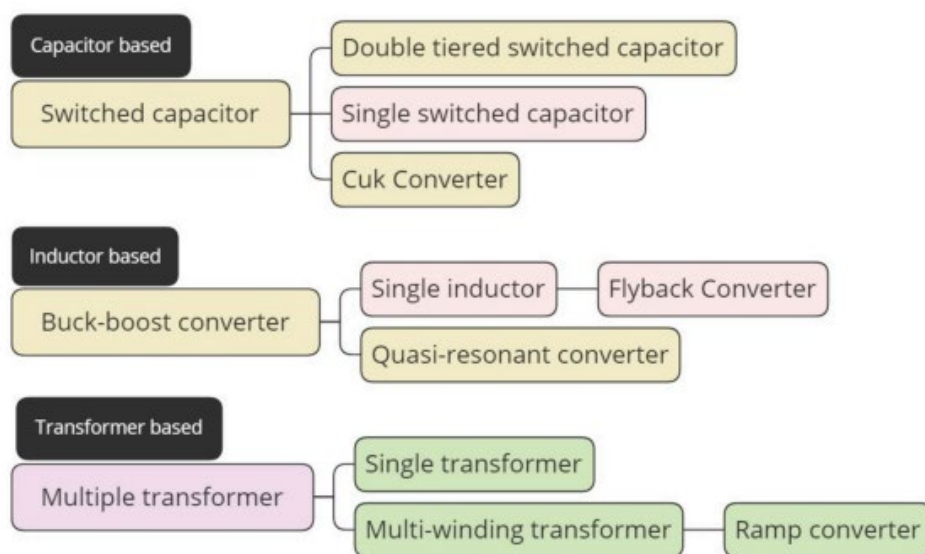 Capacitor based
Switched capacitor
Double tiered switched capacitor
Single switched capacitor
Cuk Converter
Inductor based
Buck-boost converter
Single inductor
Flyback Converter
Quasi-resonant converter
Transformer based
Multiple transformer
Single transformer
Multi-winding transformer
Ramp converter